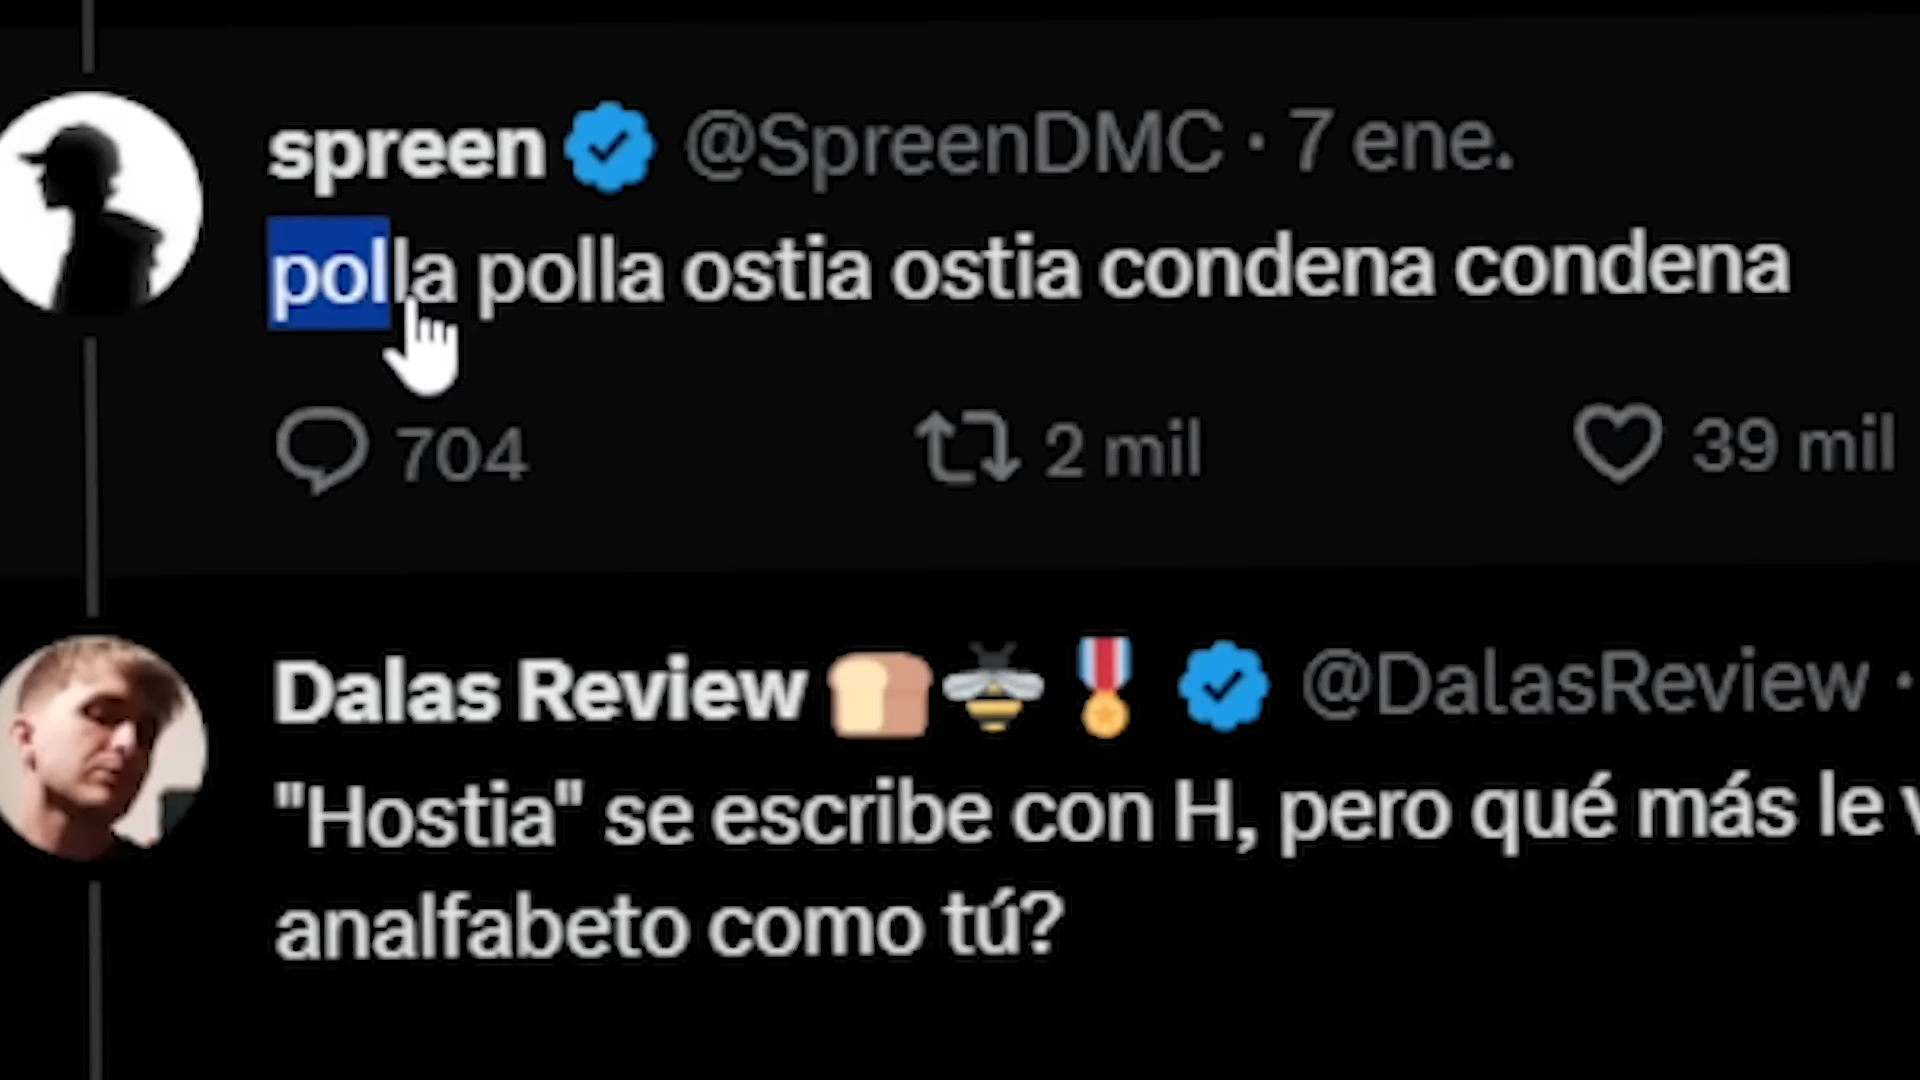 spreen @SpreenDMC · 7 ene.
polla polla ostia ostia condena condena
704 2 mil 39 mil
Dalas Review 🍞🐝🎖️ @DalasReview ·
"Hostia" se escribe con H, pero qué más le
analfabeto como tú?